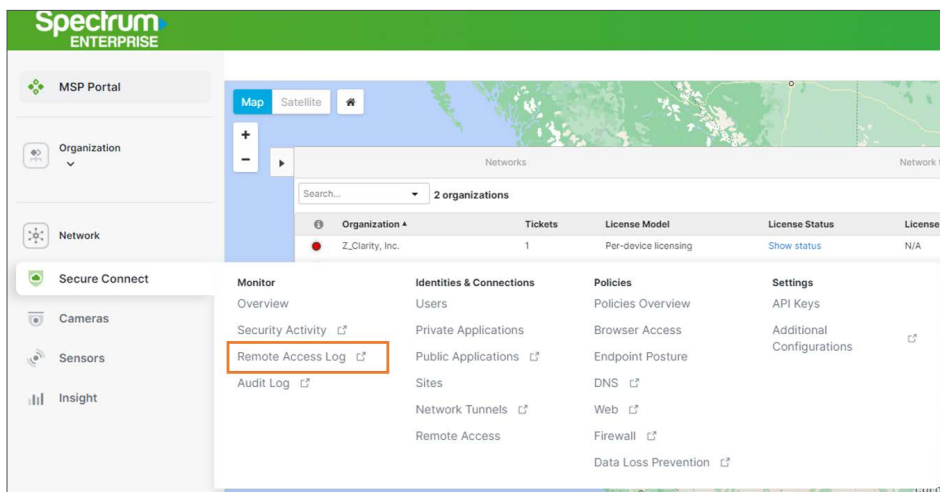 Spectrum
ENTERPRISE
MSP Portal
Organization
Network
Secure Connect
Cameras
Sensors
Insight
Map Satellite
+
−
Networks Network
Search... 2 organizations
Organization Tickets License Model License Status License
Z_Clarity, Inc. 1 Per-device licensing Show status N/A
Monitor
Overview
Security Activity
Remote Access Log
Audit Log
Identities & Connections
Users
Private Applications
Public Applications
Sites
Network Tunnels
Remote Access
Policies
Policies Overview
Browser Access
Endpoint Posture
DNS
Web
Firewall
Data Loss Prevention
Settings
API Keys
Additional
Configurations